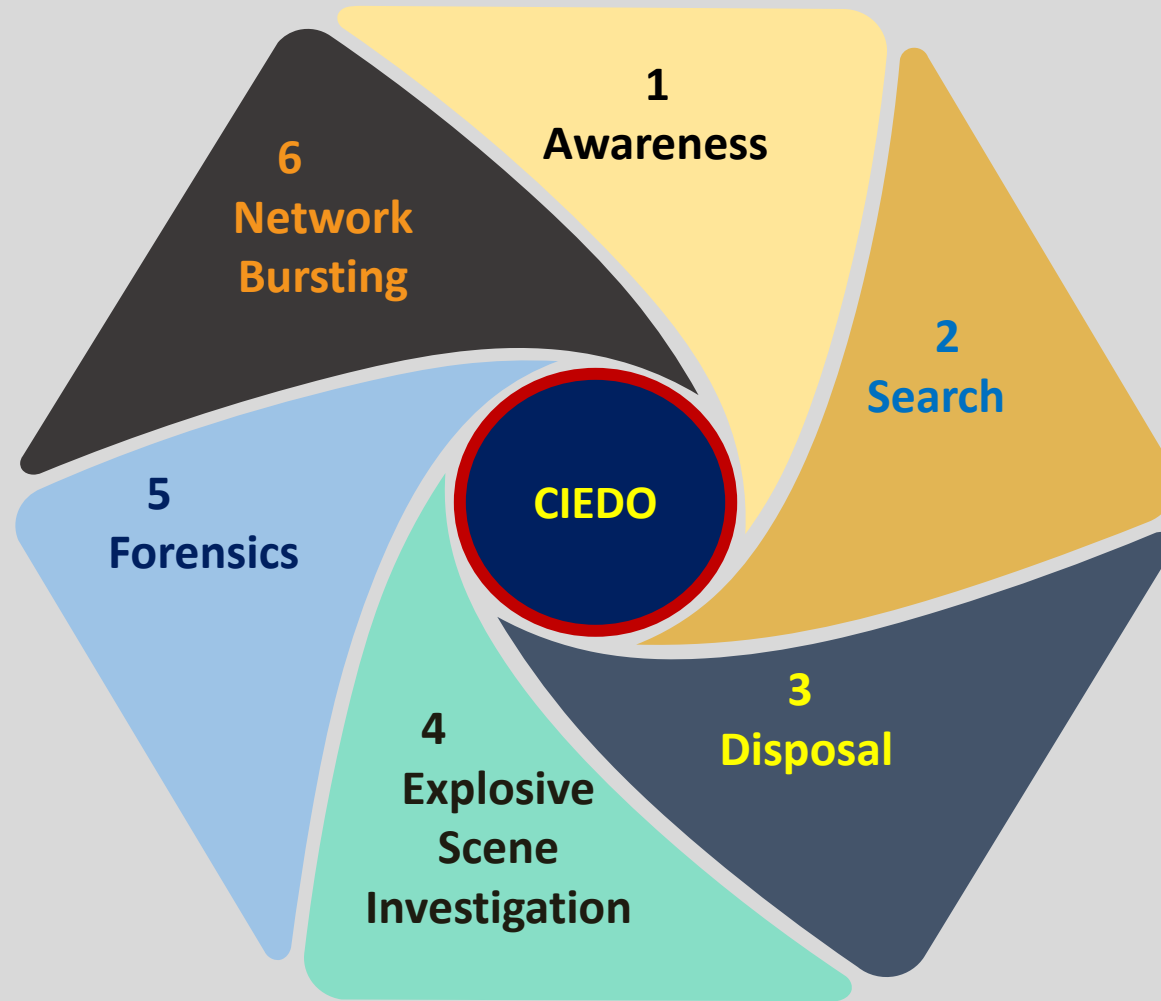 1
Awareness
2
Search
3
Disposal
4
Explosive
Scene
Investigation
5
Forensics
6
Network
Bursting
CIEDO